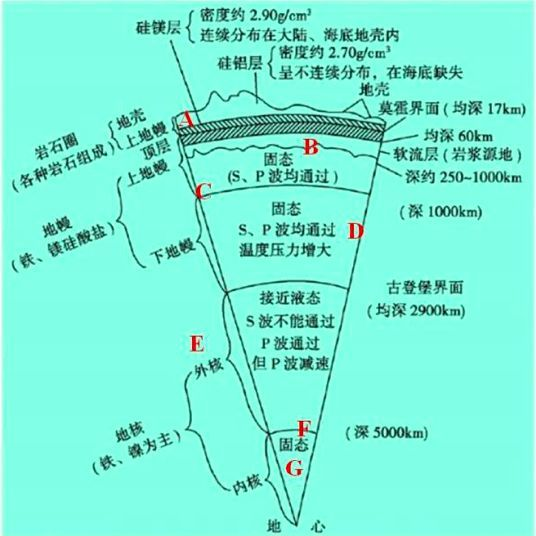 硅镁层
密度约 2.90g/cm³
连续分布在大陆、海底地壳内
硅铝层
密度约 2.70g/cm³
呈不连续分布，在海底缺失
地壳
莫霍界面（均深 17km）
A
岩石圈
(各种岩石组成)
地壳
上地幔
顶层
均深 60km
B
软流层（岩浆源地）
固态
(S、P 波均通过)
深约 250~1000km
上地幔
C
(深 1000km)
固态
S、P 波均通过
温度压力增大
D
地幔
(铁、镁硅酸盐)
下地幔
古登堡界面
(均深 2900km)
接近液态
S 波不能通过
P 波通过
但 P 波减速
E
外核
F
(深 5000km)
地核
(铁、镍为主)
固态
G
内核
地 心